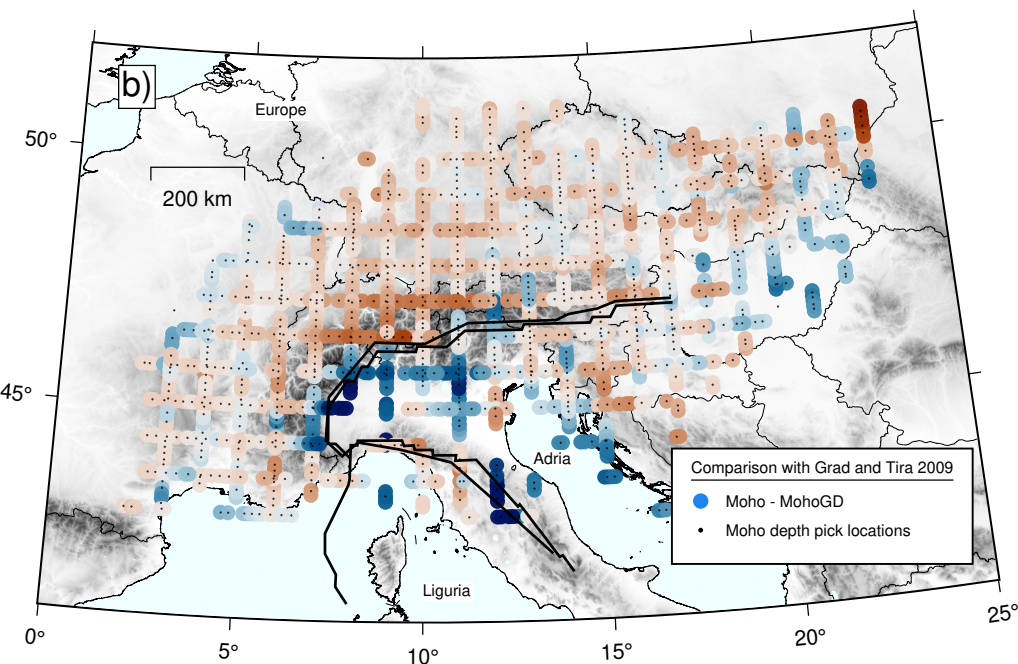 b)
Europe
50°
200 km
45°
Adria
Comparison with Grad and Tira 2009
Moho - MohoGD
Moho depth pick locations
Liguria
0°
5°
10°
15°
20°
25°